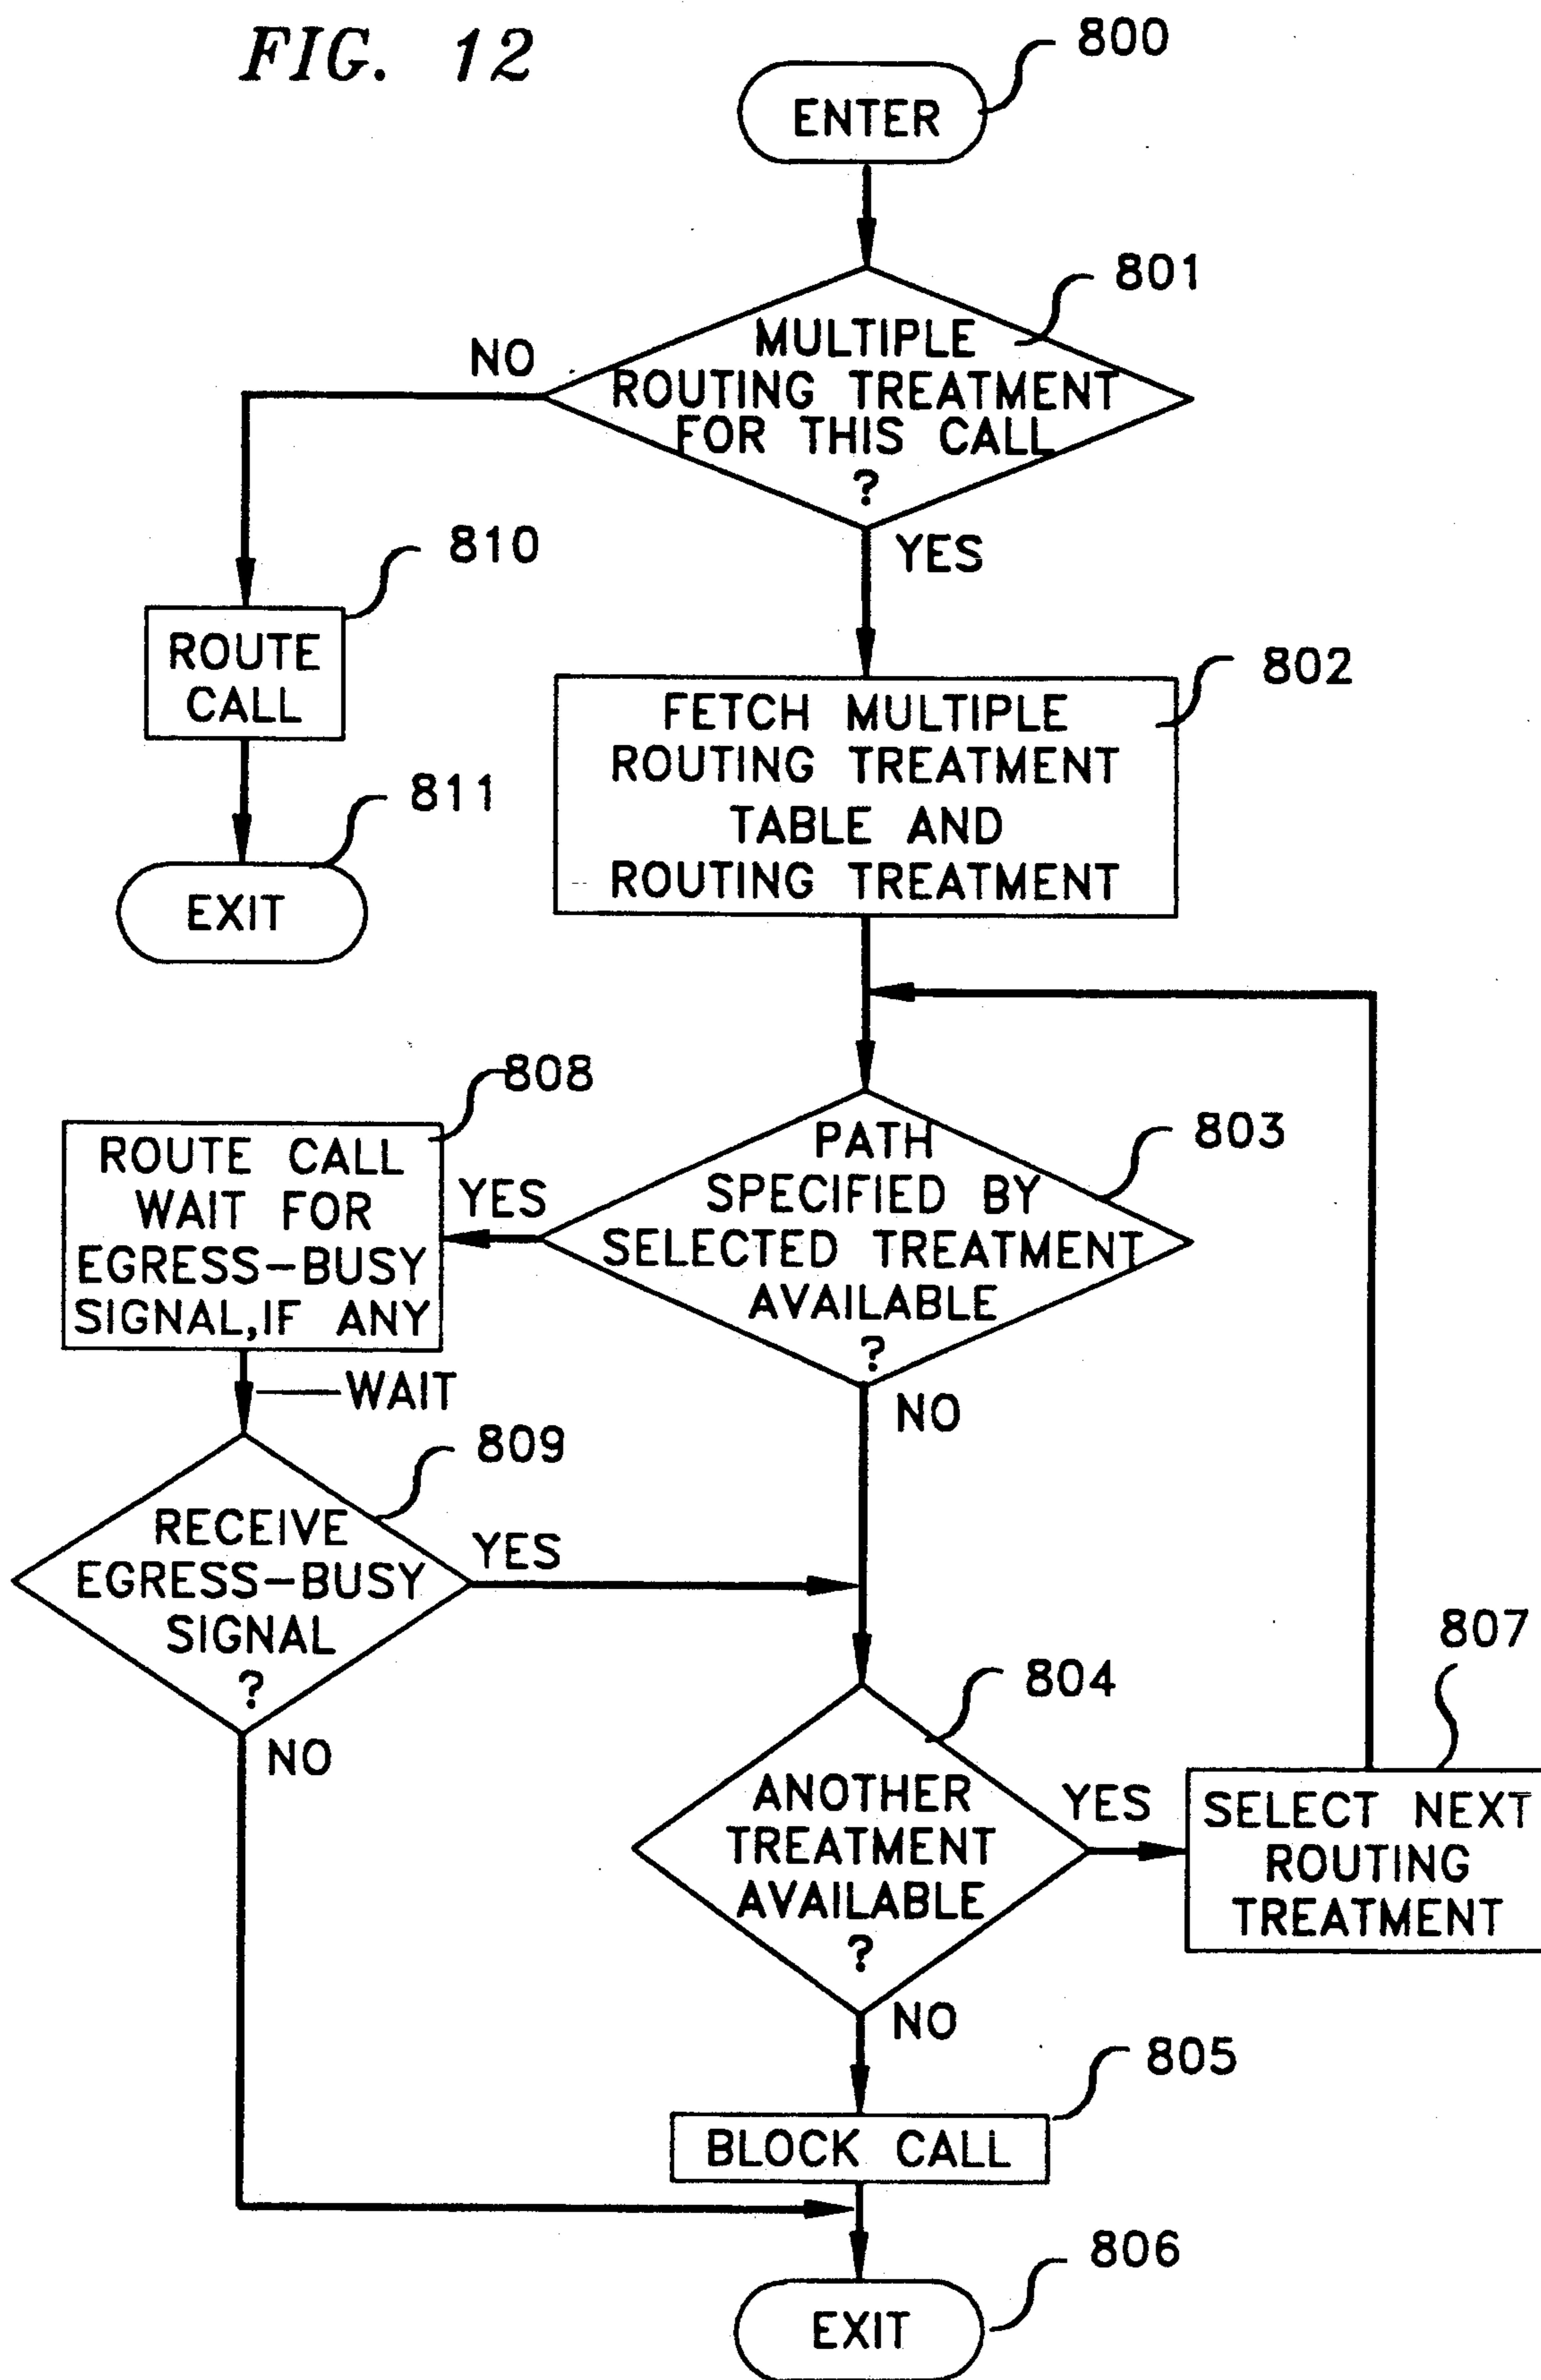 FIG. 12
800
ENTER
801
MULTIPLE
ROUTING TREATMENT
FOR THIS CALL
?
NO
YES
810
ROUTE
CALL
811
EXIT
802
FETCH MULTIPLE
ROUTING TREATMENT
TABLE AND
ROUTING TREATMENT
803
PATH
SPECIFIED BY
SELECTED TREATMENT
AVAILABLE
?
YES
NO
808
ROUTE CALL
WAIT FOR
EGRESS-BUSY
SIGNAL,IF ANY
WAIT
809
RECEIVE
EGRESS-BUSY
SIGNAL
?
YES
NO
804
ANOTHER
TREATMENT
AVAILABLE
?
YES
NO
807
SELECT NEXT
ROUTING
TREATMENT
805
BLOCK CALL
806
EXIT